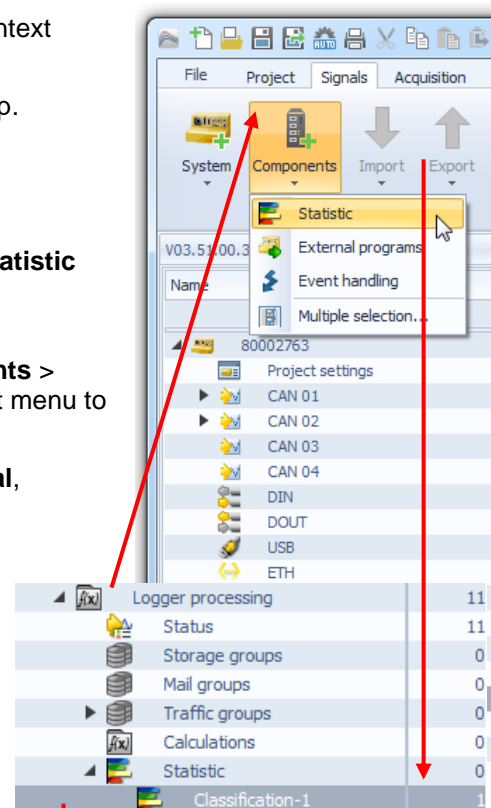 ntext
p.
atistic
nts >
t menu to
al,
File Project Signals Acquisition
AUTO
System Components Import Export
Statistic
External programs
Event handling
Multiple selection...
V03.51.00.3
Name
80002763
Project settings
CAN 01
CAN 02
CAN 03
CAN 04
DIN
DOUT
USB
ETH
f(x) Logger processing 11
Status 11
Storage groups 0
Mail groups 0
Traffic groups 0
f(x) Calculations 0
Statistic 0
Classification-1 1